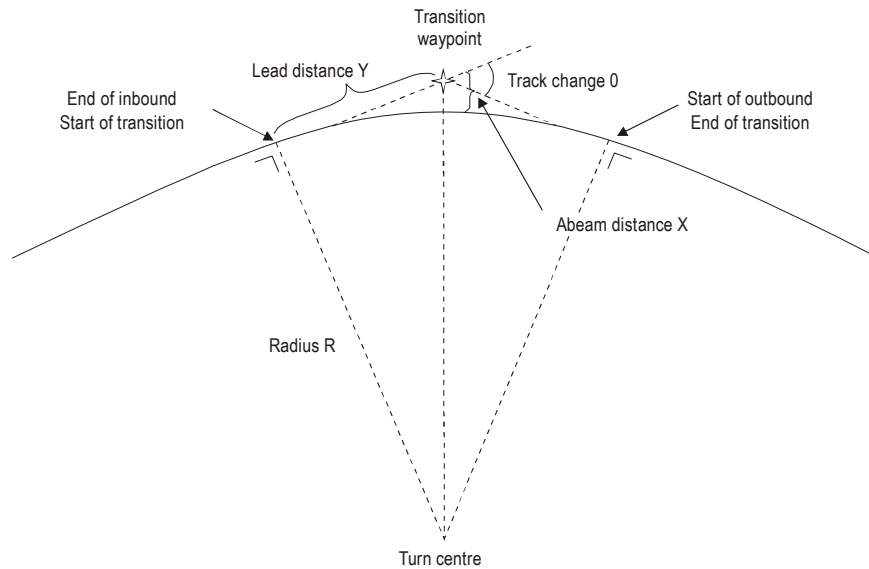 Transition
waypoint
Lead distance Y
Track change 0
End of inbound
Start of transition
Start of outbound
End of transition
Abeam distance X
Radius R
Turn centre